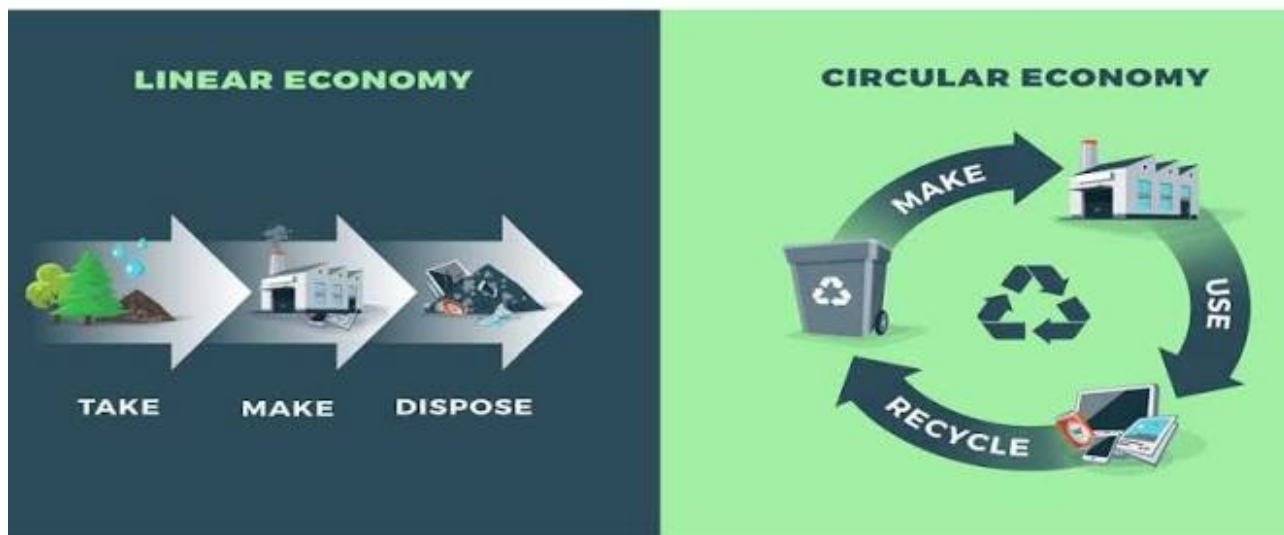 LINEAR ECONOMY
TAKE
MAKE
DISPOSE
CIRCULAR ECONOMY
MAKE
USE
RECYCLE